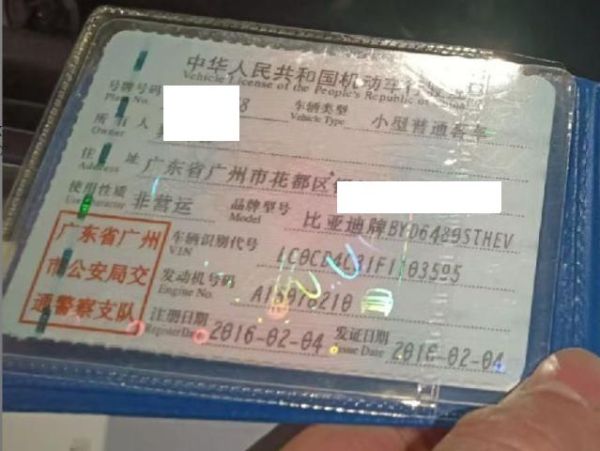 中华人民共和国机动车行
Vehicle License of the People's Republic of China
号牌号码 8 车辆类型 小型普通客车
Plate No. Vehicle Type
所有人
Owner
住址 广东省广州市花都区
Address
使用性质 非营运 品牌型号 比亚迪牌BYD6485STHEV
Use Character Model
广东省广州
市公安局交
通警察支队
车辆识别代号
VIN
发动机号码
Engine No.
注册日期 2016-02-04 发证日期 2016-02-04
Register Date Issue Date